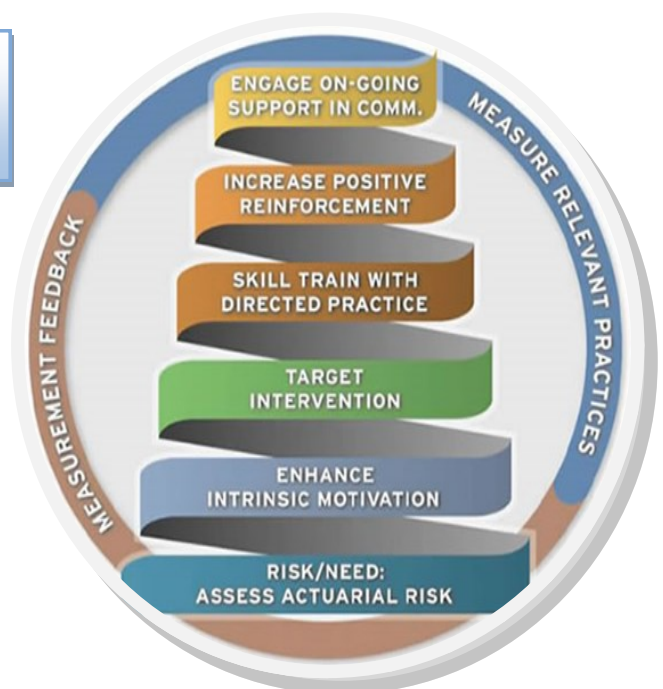 ENGAGE ON-GOING
SUPPORT IN COMM.
INCREASE POSITIVE
REINFORCEMENT
SKILL TRAIN WITH
DIRECTED PRACTICE
TARGET
INTERVENTION
ENHANCE
INTRINSIC MOTIVATION
RISK/NEED:
ASSESS ACTUARIAL RISK
MEASURE RELEVANT PRACTICES
MEASUREMENT FEEDBACK